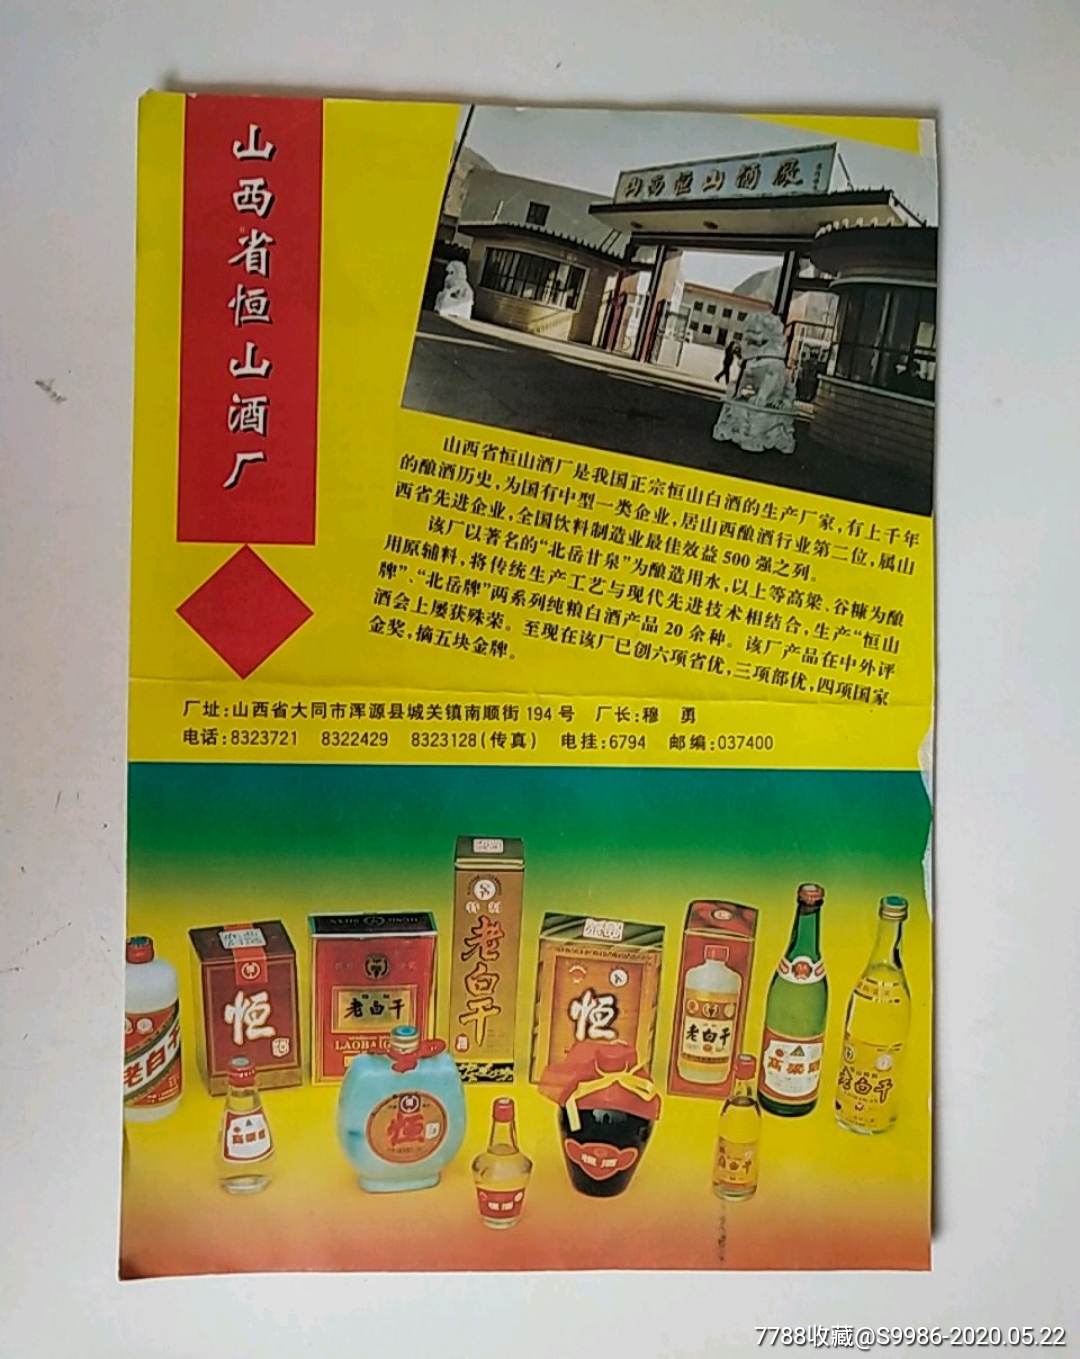 山西省恒山酒厂
山西恒山酒厰
山西省恒山酒厂是我国正宗恒山白酒的生产厂家，有上千年
的酿酒历史，为国有中型一类企业，居山西酿酒行业第二位，属山
西省先进企业，全国饮料制造业最佳效益500强之列。
该厂以著名的“北岳甘泉”为酿造用水，以上等高粱、谷糠为酿
用原辅料，将传统生产工艺与现代先进技术相结合，生产“恒山
牌”、“北岳牌”两系列纯粮白酒产品20余种。该厂产品在中外评
酒会上屡获殊荣。至现在该厂已创六项省优，三项部优，四项国家
金奖，摘五块金牌。
厂址:山西省大同市浑源县城关镇南顺街194号 厂长:穆 勇
电话:8323721 8322429 8323128(传真) 电挂:6794 邮编:037400
老白干
恒
老白干
LAOBAIG
老白干
恒
老白干
高粱
老白干
老白干
高粱
恒
恒酒
恒酒
白干
7788收藏@S9986-2020.05.22